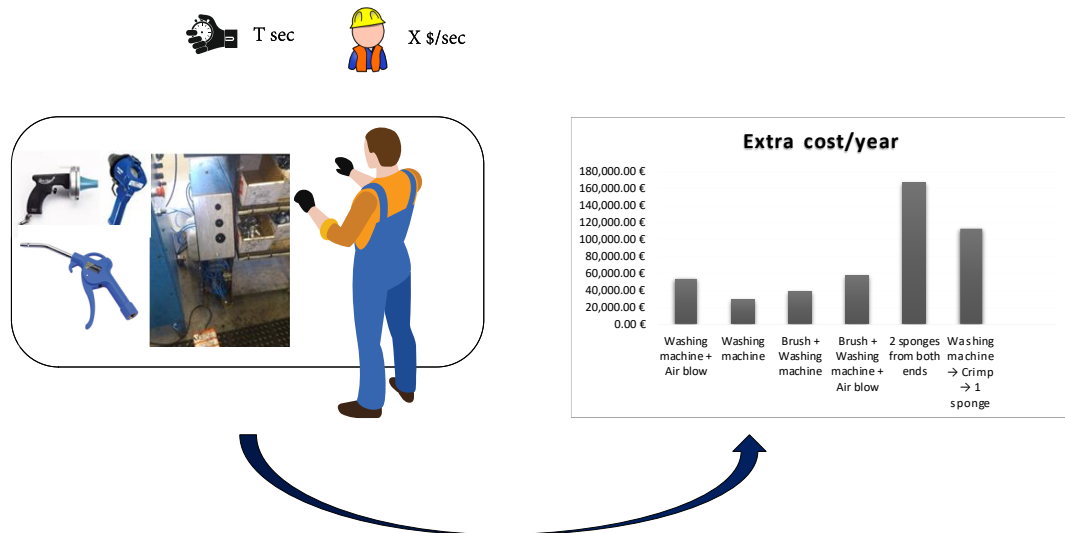 T sec
X $/sec
Extra cost/year
180,000.00 €
160,000.00 €
140,000.00 €
120,000.00 €
100,000.00 €
80,000.00 €
60,000.00 €
40,000.00 €
20,000.00 €
0.00 €
Washing
machine +
Air blow
Washing
machine
Brush +
Washing
machine
Brush +
Washing
machine +
Air blow
2 sponges
from both
ends
Washing
machine
→ Crimp
→ 1
sponge